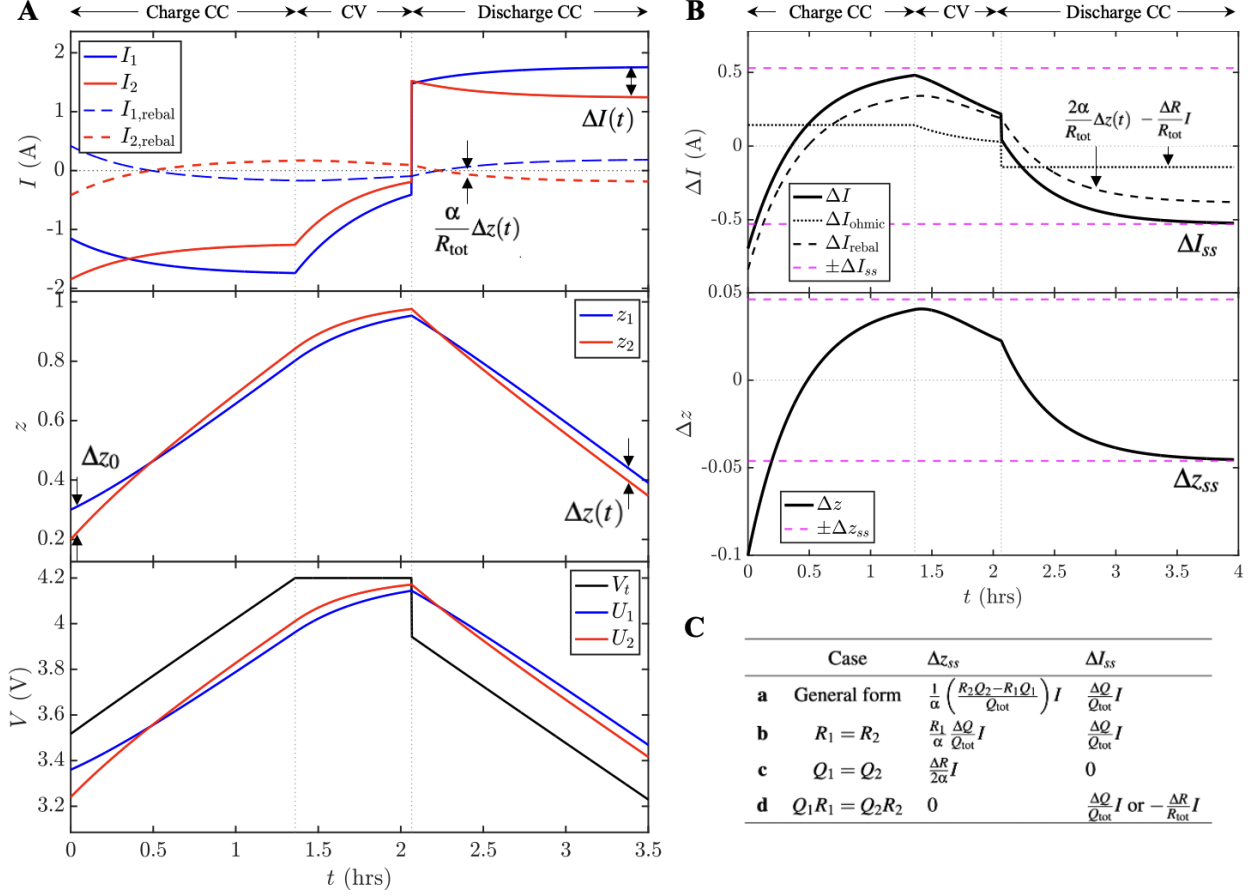 A
Charge CC
CV
Discharge CC
I (A)
2
1
0
-1
-2
I₁
I₂
I₁,rebal
I₂,rebal
ΔI(t)
α/R_tot Δz(t)
z
1
0.8
0.6
0.4
0.2
z₁
z₂
Δz₀
Δz(t)
V (V)
4.2
4
3.8
3.6
3.4
3.2
V_t
U₁
U₂
0
0.5
1
1.5
2
2.5
3
3.5
t (hrs)
B
Charge CC
CV
Discharge CC
ΔI (A)
0.5
0
-0.5
2α/R_tot Δz(t) − ΔR/R_tot I
ΔI
ΔI_ohmic
ΔI_rebal
±ΔI_ss
ΔI_ss
Δz
0.05
0
-0.05
-0.1
Δz
±Δz_ss
Δz_ss
0
0.5
1
1.5
2
2.5
3
3.5
4
t (hrs)
C
Case Δz_ss ΔI_ss
a General form 1/α ((R₂Q₂−R₁Q₁)/Q_tot) I ΔQ/Q_tot I
b R₁ = R₂ R₁/α ΔQ/Q_tot I ΔQ/Q_tot I
c Q₁ = Q₂ ΔR/2α I 0
d Q₁R₁ = Q₂R₂ 0 ΔQ/Q_tot I or −ΔR/R_tot I